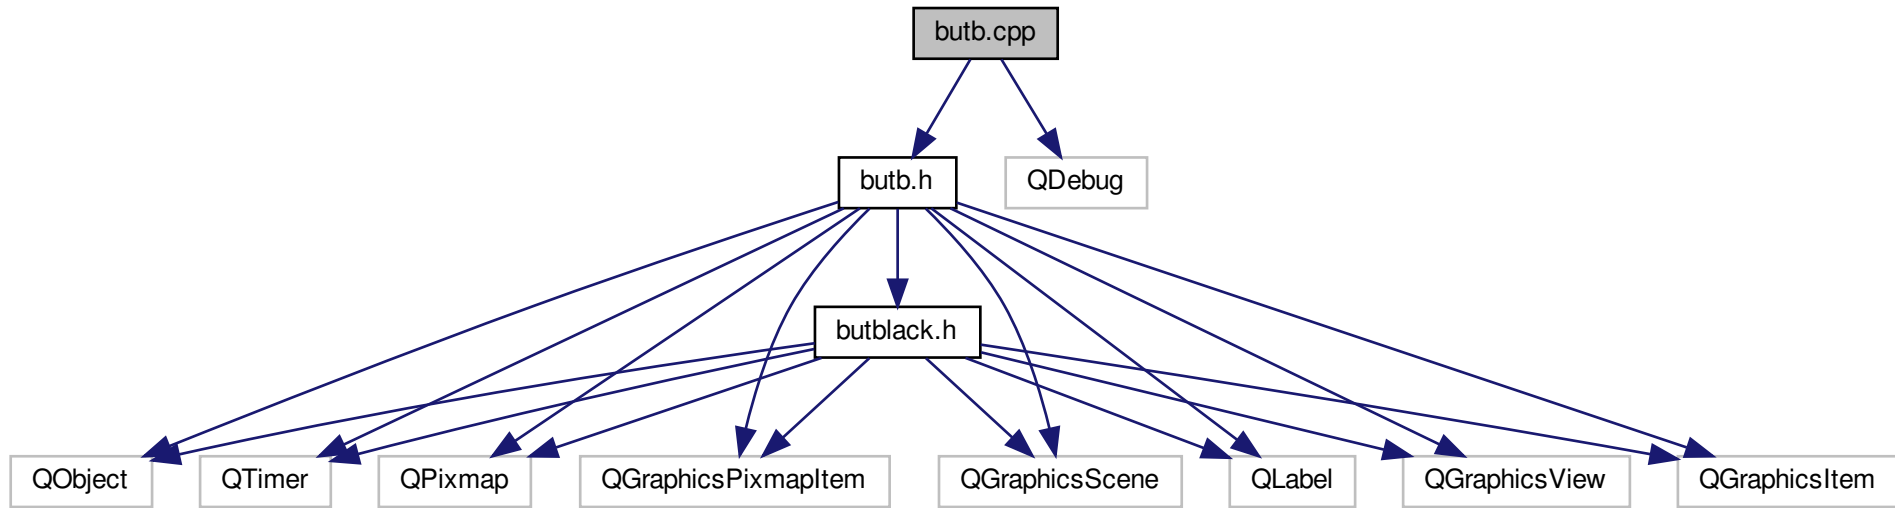 butb.cpp
butb.h
QDebug
butblack.h
QObject
QTimer
QPixmap
QGraphicsPixmapItem
QGraphicsScene
QLabel
QGraphicsView
QGraphicsItem